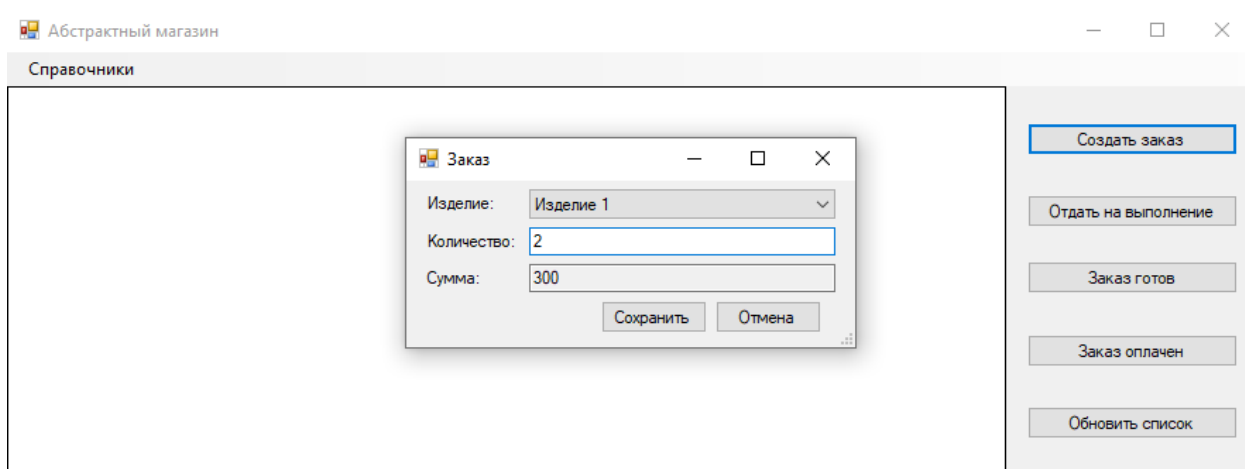 Абстрактный магазин
Справочники
Создать заказ
Отдать на выполнение
Заказ готов
Заказ оплачен
Обновить список
Заказ
Изделие: Изделие 1
Количество: 2
Сумма: 300
Сохранить Отмена